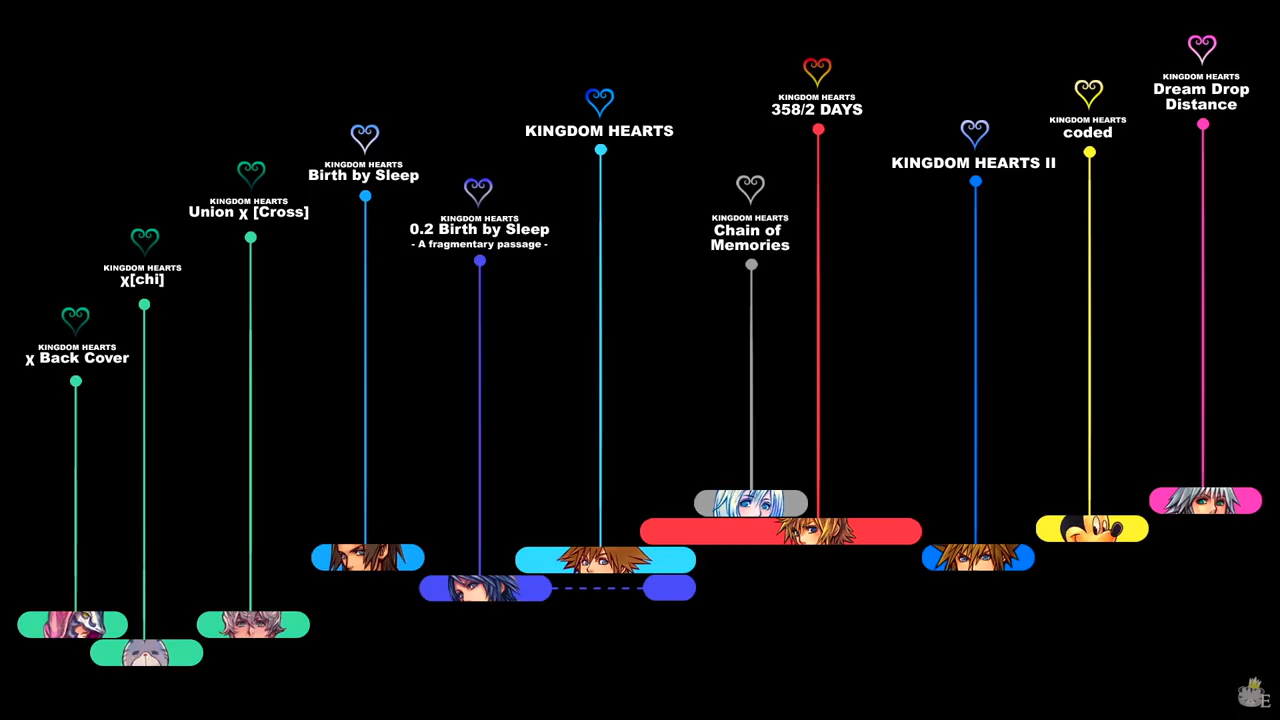 KINGDOM HEARTS
χ Back Cover
KINGDOM HEARTS
χ[chi]
KINGDOM HEARTS
Union χ [Cross]
KINGDOM HEARTS
Birth by Sleep
KINGDOM HEARTS
0.2 Birth by Sleep
- A fragmentary passage -
KINGDOM HEARTS
KINGDOM HEARTS
Chain of
Memories
KINGDOM HEARTS
358/2 DAYS
KINGDOM HEARTS II
KINGDOM HEARTS
coded
KINGDOM HEARTS
Dream Drop
Distance
E